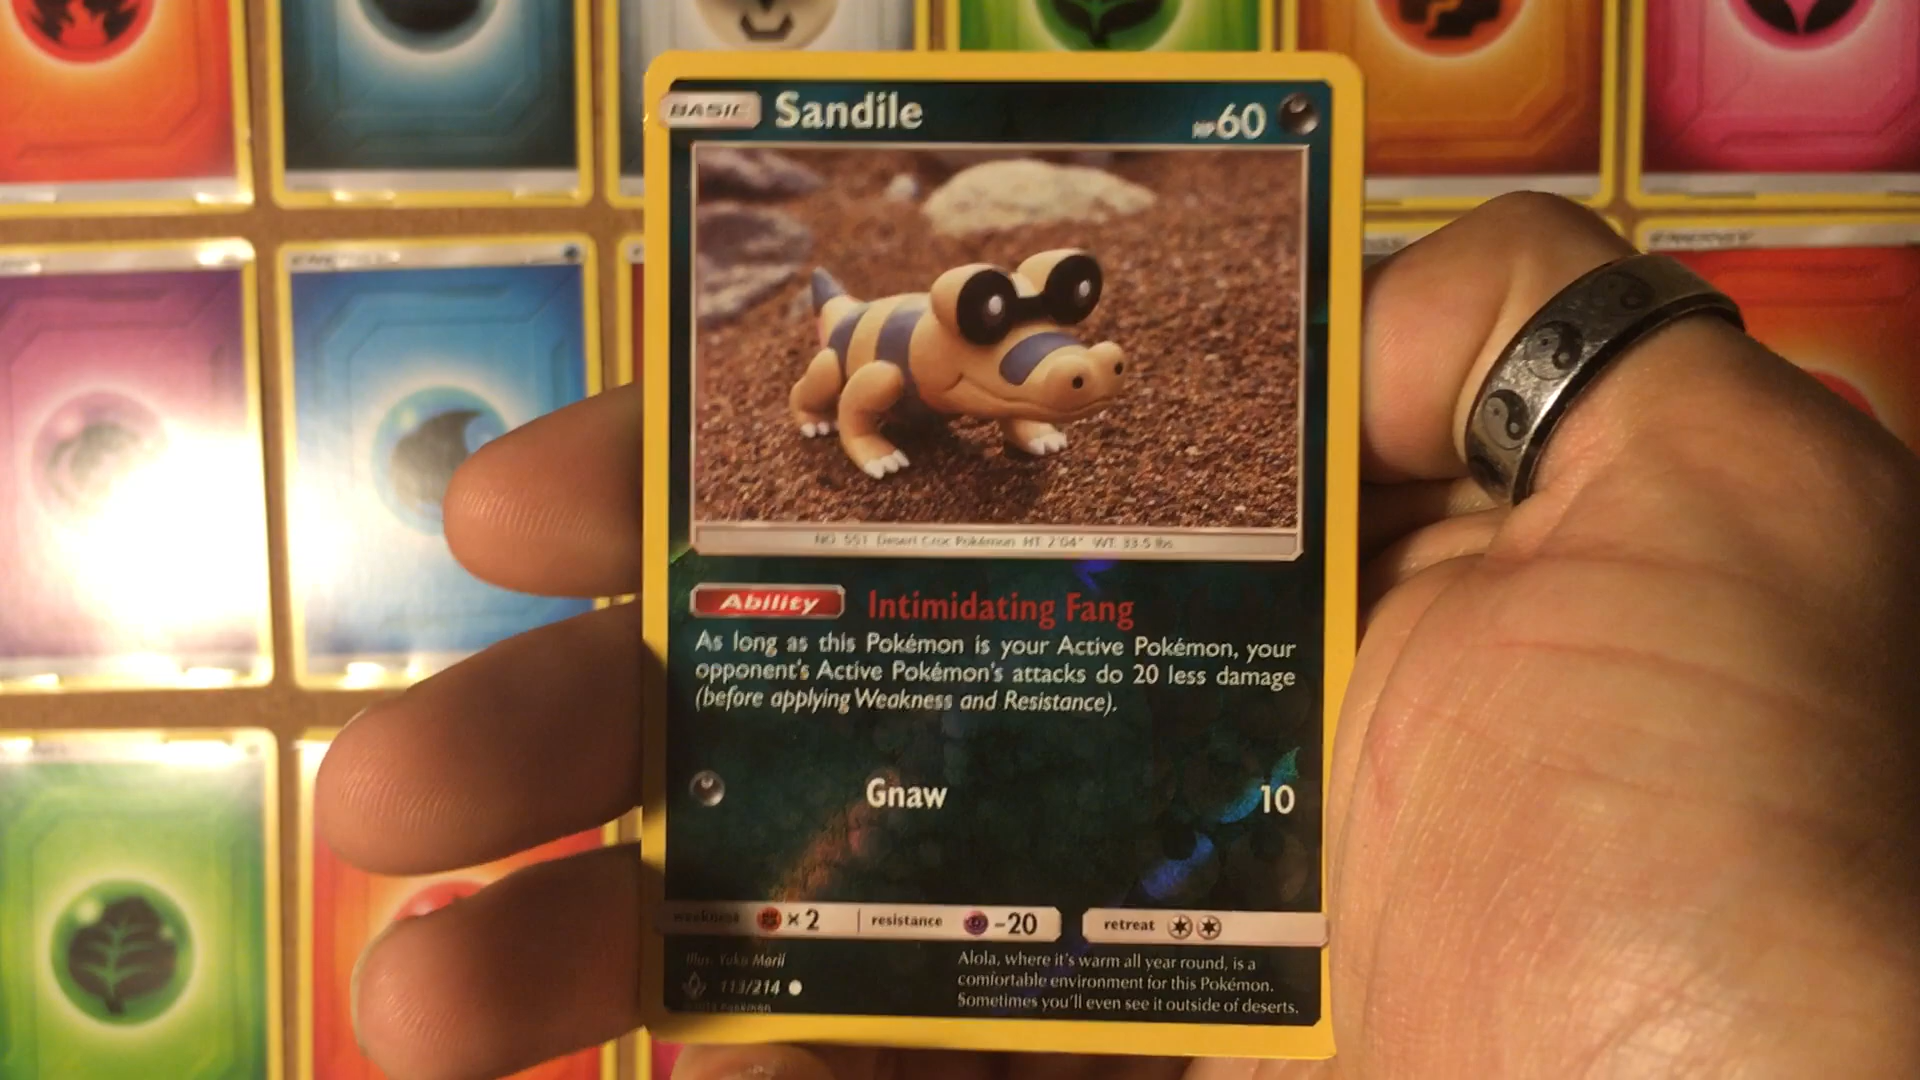 BASIC Sandile HP60
NO. 551 Desert Croc Pokémon HT 2'04" WT 33.5 lbs
Ability Intimidating Fang
As long as this Pokémon is your Active Pokémon, your
opponent's Active Pokémon's attacks do 20 less damage
(before applying Weakness and Resistance).
Gnaw 10
weakness ×2 resistance -20 retreat
Illus. Yuka Morii
113/214
Alola, where it's warm all year round, is a
comfortable environment for this Pokémon.
Sometimes you'll even see it outside of deserts.
ENERGY